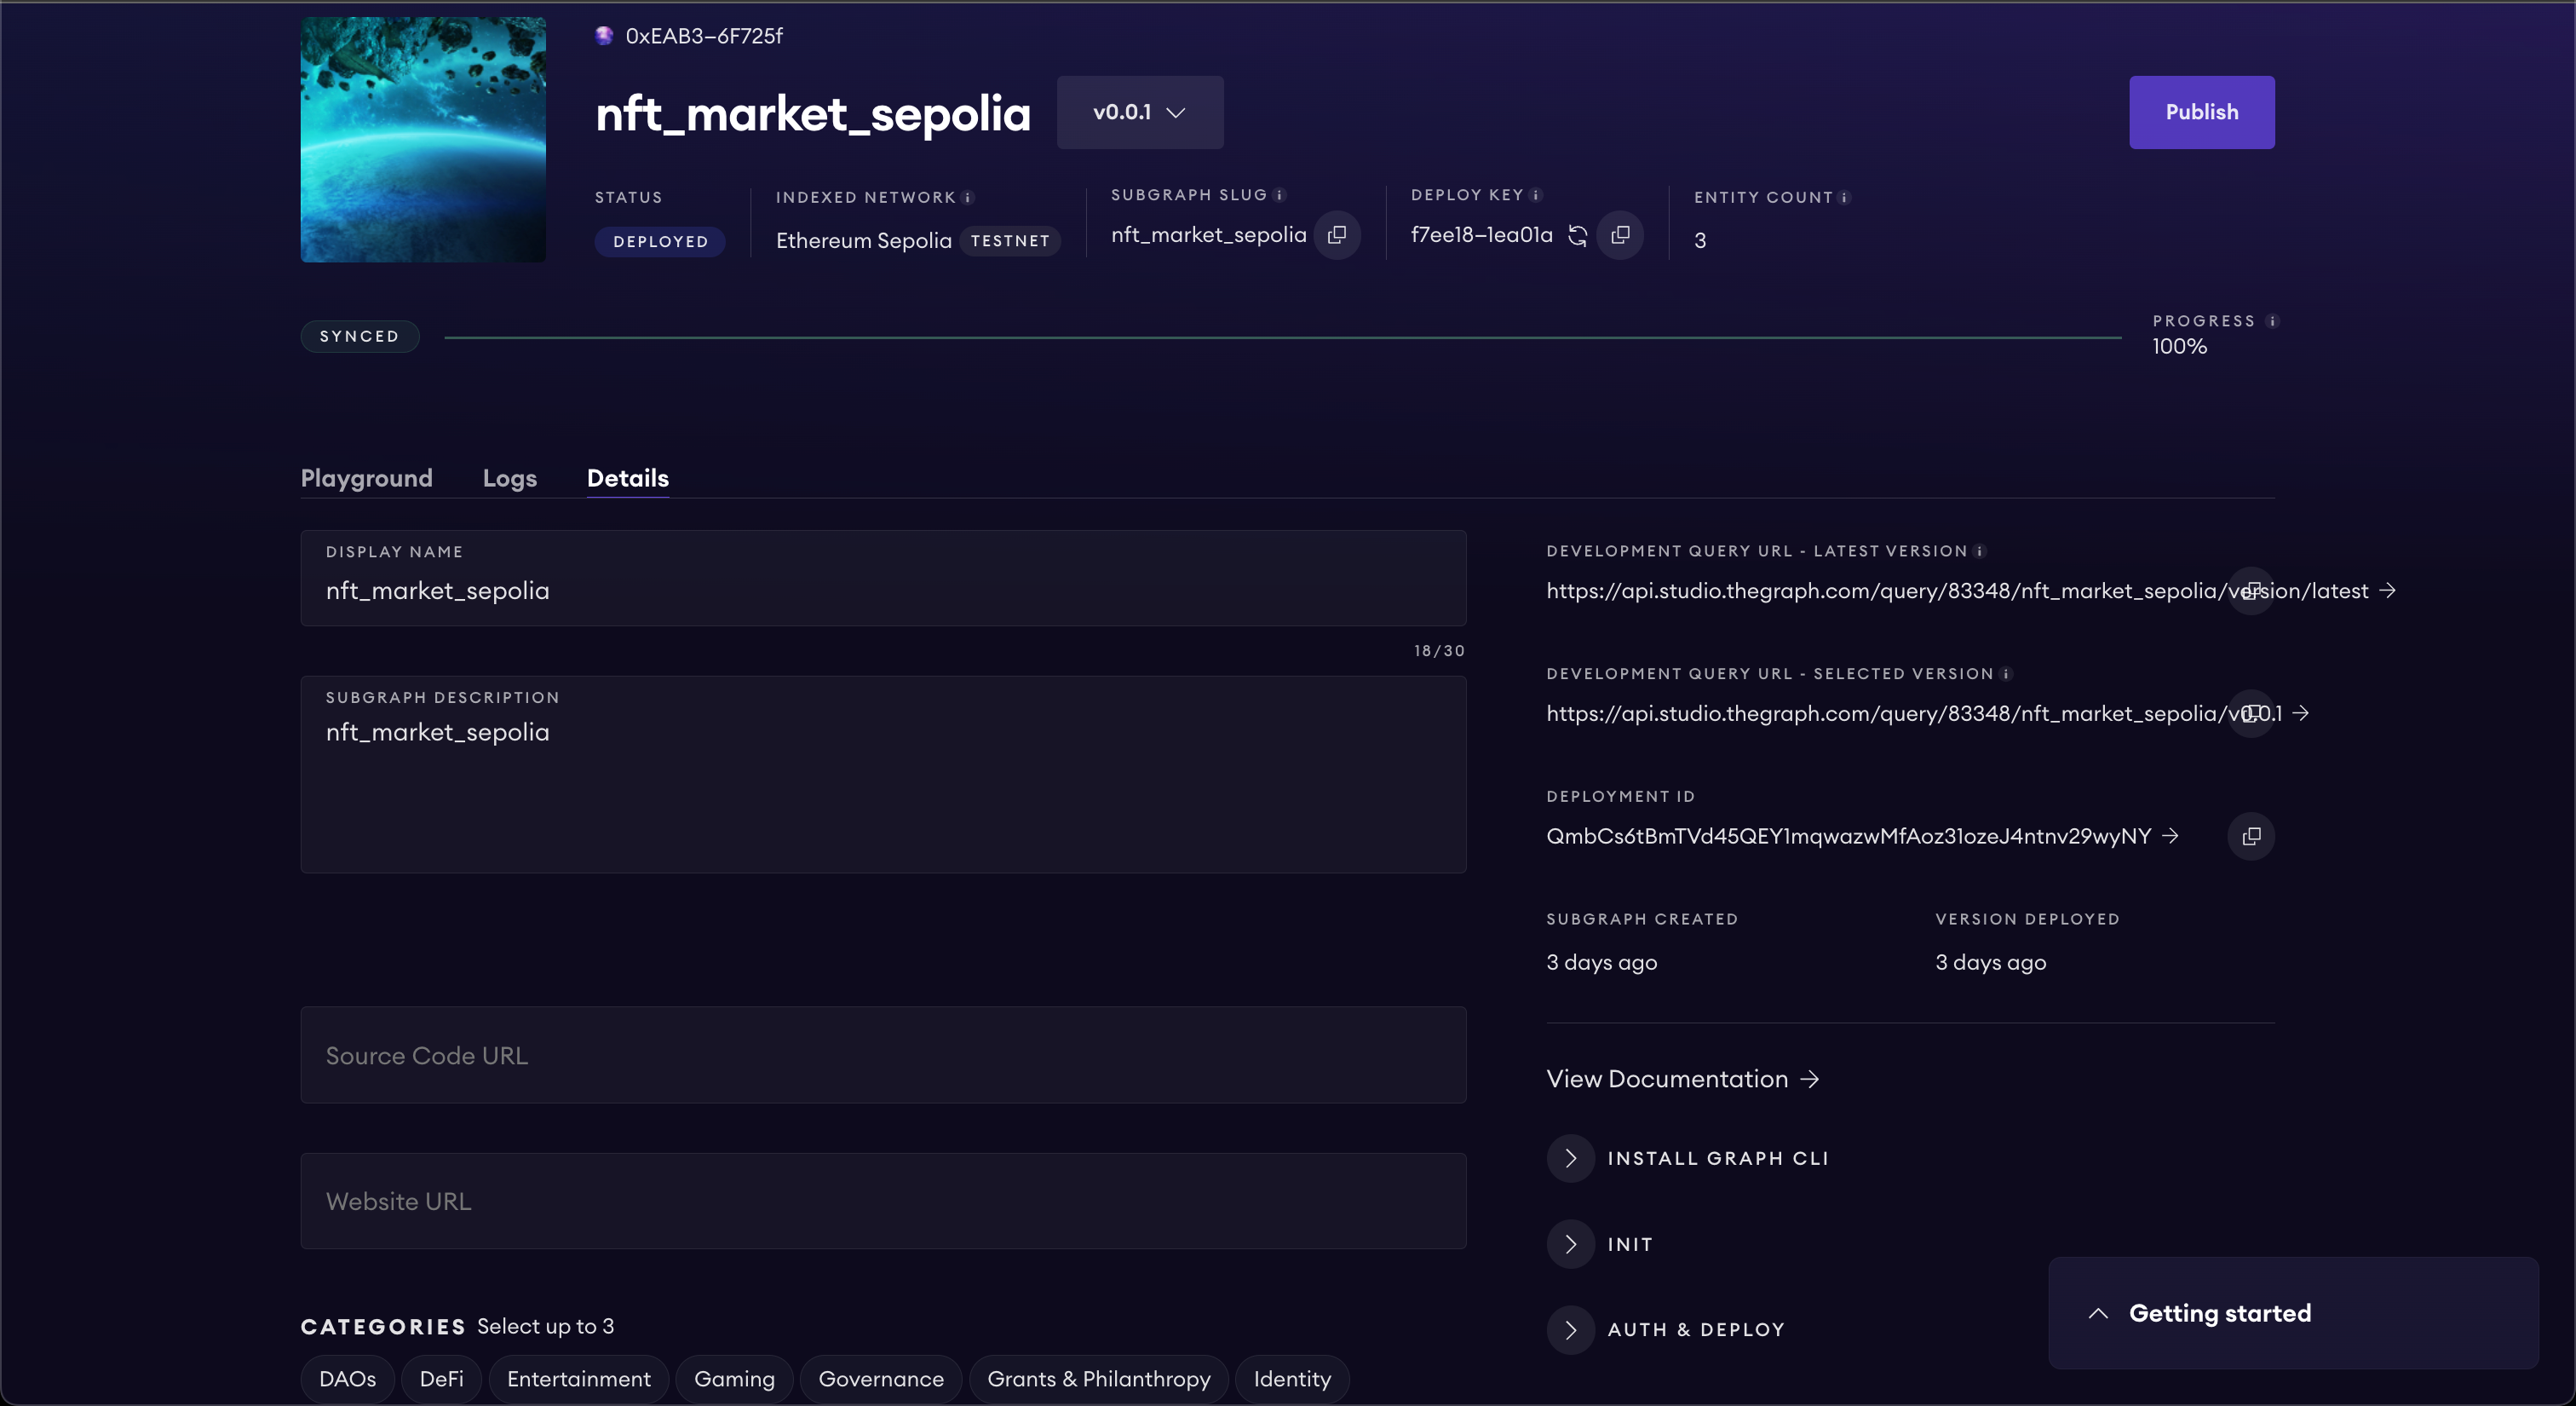 0xEAB3–6F725f
nft_market_sepolia
v0.0.1
Publish
STATUS
DEPLOYED
INDEXED NETWORK
Ethereum Sepolia TESTNET
SUBGRAPH SLUG
nft_market_sepolia
DEPLOY KEY
f7ee18–1ea01a
ENTITY COUNT
3
SYNCED
PROGRESS
100%
Playground Logs Details
DISPLAY NAME
nft_market_sepolia
18/30
SUBGRAPH DESCRIPTION
nft_market_sepolia
Source Code URL
Website URL
CATEGORIES Select up to 3
DAOs DeFi Entertainment Gaming Governance Grants & Philanthropy Identity
DEVELOPMENT QUERY URL - LATEST VERSION
https://api.studio.thegraph.com/query/83348/nft_market_sepolia/version/latest →
DEVELOPMENT QUERY URL - SELECTED VERSION
https://api.studio.thegraph.com/query/83348/nft_market_sepolia/v0.0.1 →
DEPLOYMENT ID
QmbCs6tBmTVd45QEY1mqwazwMfAoz31ozeJ4ntnv29wyNY →
SUBGRAPH CREATED
3 days ago
VERSION DEPLOYED
3 days ago
View Documentation →
INSTALL GRAPH CLI
INIT
AUTH & DEPLOY
Getting started